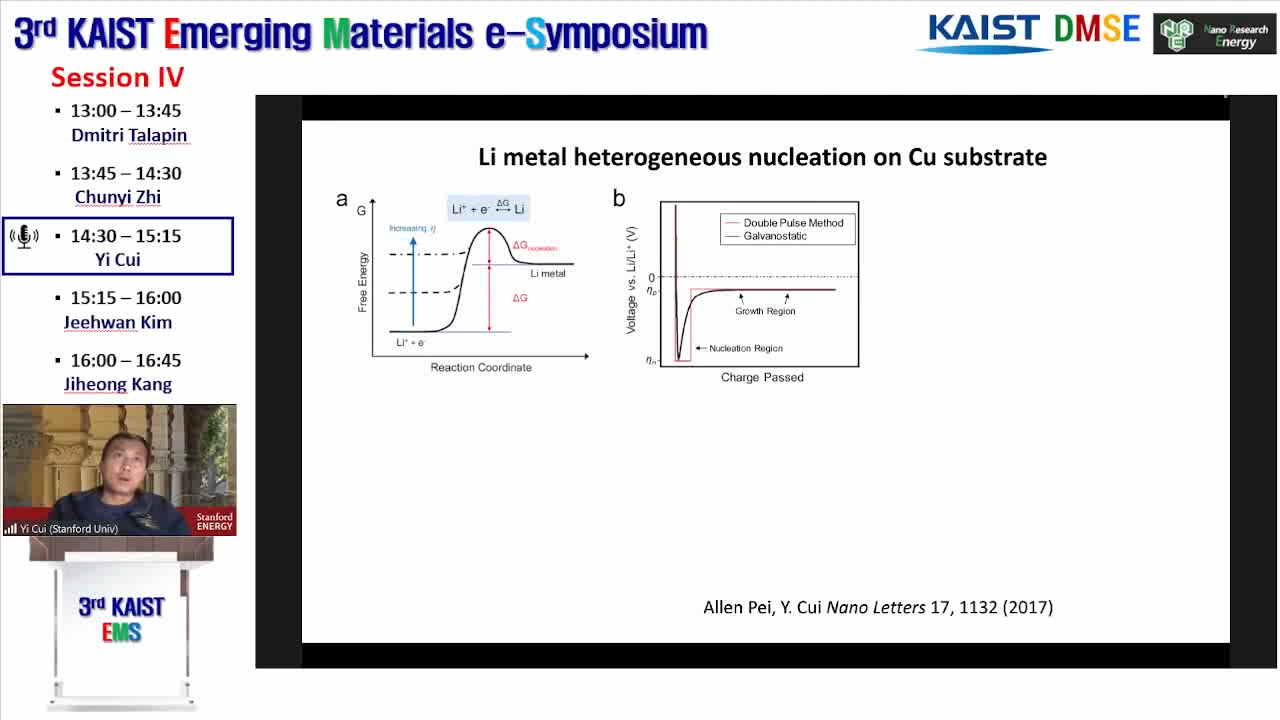 3rd KAIST Emerging Materials e-Symposium
KAIST DMSE
NRE
Nano Research
Energy
Session IV
▪ 13:00 – 13:45
Dmitri Talapin
▪ 13:45 – 14:30
Chunyi Zhi
▪ 14:30 – 15:15
Yi Cui
▪ 15:15 – 16:00
Jeehwan Kim
▪ 16:00 – 16:45
Jiheong Kang
Stanford
ENERGY
Yi Cui (Stanford Univ)
3rd KAIST
EMS
Li metal heterogeneous nucleation on Cu substrate
a
G
Li⁺ + e⁻ ⟷ Li
ΔG
Increasing η
ΔGnucleation
Li metal
ΔG
Free Energy
Li⁺ + e⁻
Reaction Coordinate
b
Double Pulse Method
Galvanostatic
Voltage vs. Li/Li⁺ (V)
0
ηp
Growth Region
Nucleation Region
ηn
Charge Passed
Allen Pei, Y. Cui Nano Letters 17, 1132 (2017)